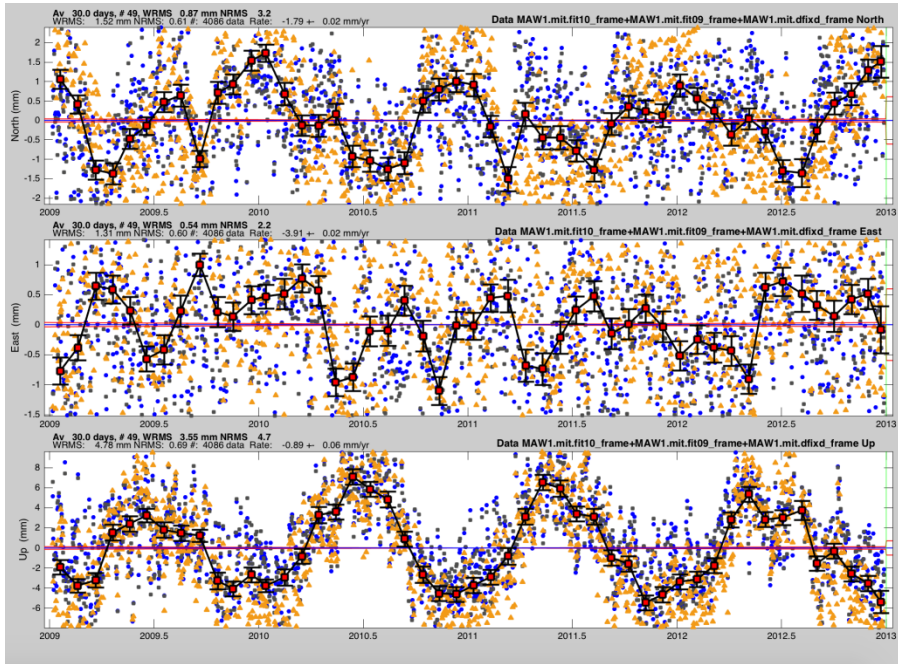 Av 30.0 days, # 49, WRMS 0.87 mm NRMS 3.2
WRMS: 1.52 mm NRMS: 0.61 #: 4086 data Rate: -1.79 +- 0.02 mm/yr
Data MAW1.mit.fit10_frame+MAW1.mit.fit09_frame+MAW1.mit.dfixd_frame North
North (mm)
2
1.5
1
0.5
0
-0.5
-1
-1.5
-2
2009 2009.5 2010 2010.5 2011 2011.5 2012 2012.5 2013
Av 30.0 days, # 49, WRMS 0.54 mm NRMS 2.2
WRMS: 1.31 mm NRMS: 0.60 #: 4086 data Rate: -3.91 +- 0.02 mm/yr
Data MAW1.mit.fit10_frame+MAW1.mit.fit09_frame+MAW1.mit.dfixd_frame East
East (mm)
1
0.5
0
-0.5
-1
-1.5
2009 2009.5 2010 2010.5 2011 2011.5 2012 2012.5 2013
Av 30.0 days, # 49, WRMS 3.55 mm NRMS 4.7
WRMS: 4.78 mm NRMS: 0.69 #: 4086 data Rate: -0.89 +- 0.06 mm/yr
Data MAW1.mit.fit10_frame+MAW1.mit.fit09_frame+MAW1.mit.dfixd_frame Up
Up (mm)
8
6
4
2
0
-2
-4
-6
2009 2009.5 2010 2010.5 2011 2011.5 2012 2012.5 2013